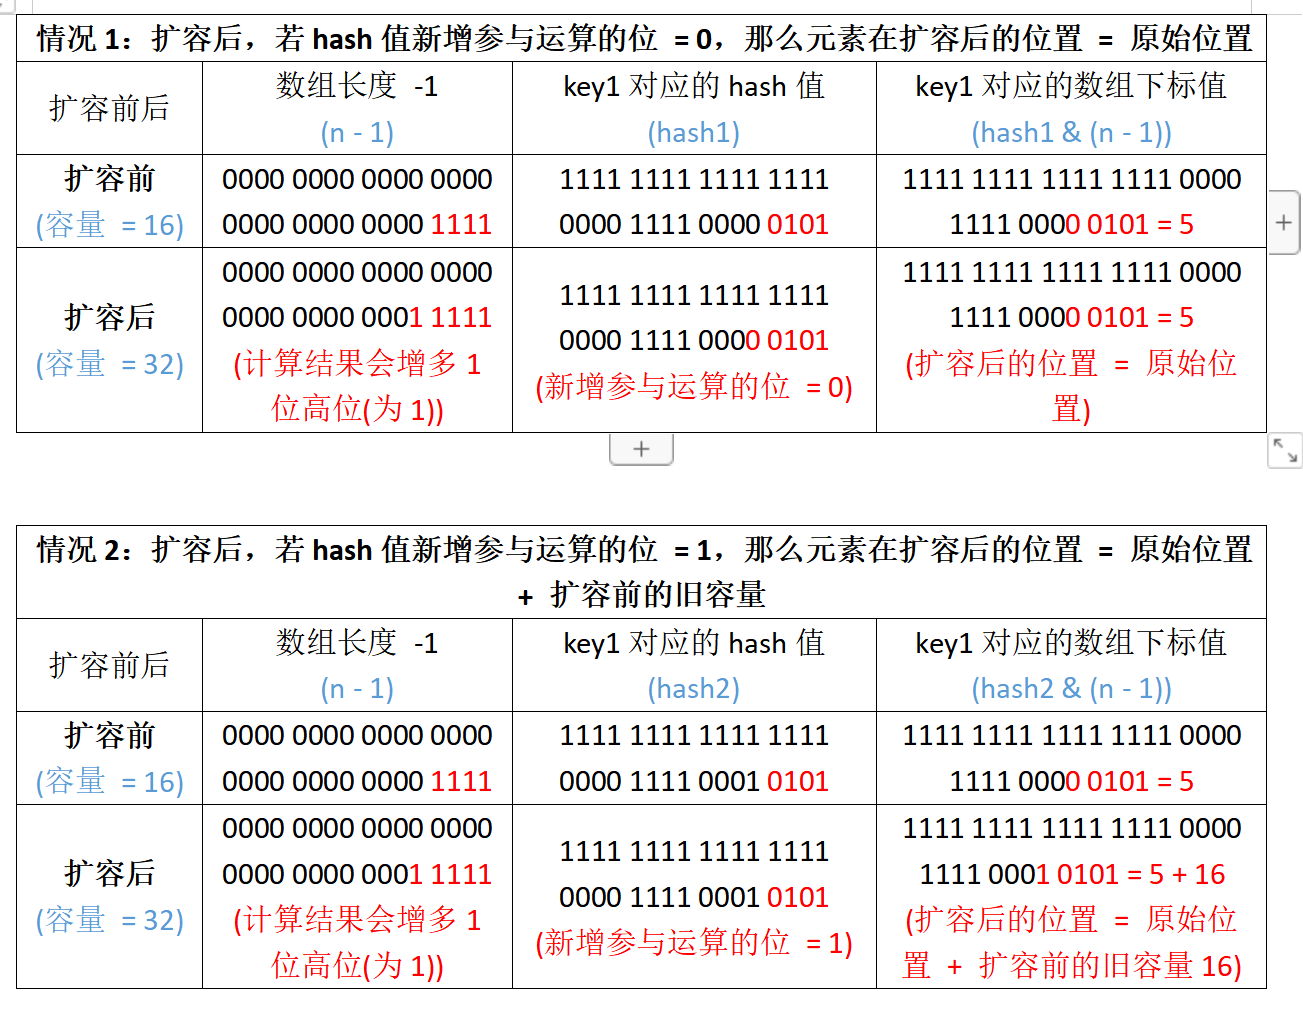 情况 1：扩容后，若 hash 值新增参与运算的位 = 0，那么元素在扩容后的位置 = 原始位置
扩容前后
数组长度 -1
(n - 1)
key1 对应的 hash 值
(hash1)
key1 对应的数组下标值
(hash1 & (n - 1))
扩容前
(容量 = 16)
0000 0000 0000 0000
0000 0000 0000 1111
1111 1111 1111 1111
0000 1111 0000 0101
1111 1111 1111 1111 0000
1111 0000 0101 = 5
扩容后
(容量 = 32)
0000 0000 0000 0000
0000 0000 0001 1111
(计算结果会增多 1
位高位(为 1))
1111 1111 1111 1111
0000 1111 0000 0101
(新增参与运算的位 = 0)
1111 1111 1111 1111 0000
1111 0000 0101 = 5
(扩容后的位置 = 原始位
置)
情况 2：扩容后，若 hash 值新增参与运算的位 = 1，那么元素在扩容后的位置 = 原始位置
+ 扩容前的旧容量
扩容前后
数组长度 -1
(n - 1)
key1 对应的 hash 值
(hash2)
key1 对应的数组下标值
(hash2 & (n - 1))
扩容前
(容量 = 16)
0000 0000 0000 0000
0000 0000 0000 1111
1111 1111 1111 1111
0000 1111 0001 0101
1111 1111 1111 1111 0000
1111 0000 0101 = 5
扩容后
(容量 = 32)
0000 0000 0000 0000
0000 0000 0001 1111
(计算结果会增多 1
位高位(为 1))
1111 1111 1111 1111
0000 1111 0001 0101
(新增参与运算的位 = 1)
1111 1111 1111 1111 0000
1111 0001 0101 = 5 + 16
(扩容后的位置 = 原始位
置 + 扩容前的旧容量 16)